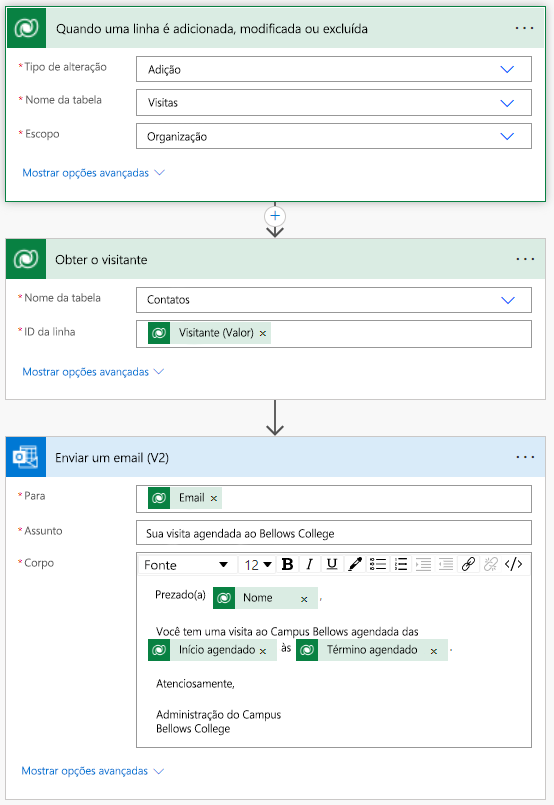 Quando uma linha é adicionada, modificada ou excluída ...
*Tipo de alteração Adição
*Nome da tabela Visitas
*Escopo Organização
Mostrar opções avançadas
+
Obter o visitante ...
*Nome da tabela Contatos
*ID da linha Visitante (Valor) ×
Mostrar opções avançadas
Enviar um email (V2) ...
*Para Email ×
*Assunto Sua visita agendada ao Bellows College
*Corpo Fonte 12 B I U </>
Prezado(a) Nome × ,
Você tem uma visita ao Campus Bellows agendada das
Início agendado × às Término agendado × .
Atenciosamente,
Administração do Campus
Bellows College
Mostrar opções avançadas